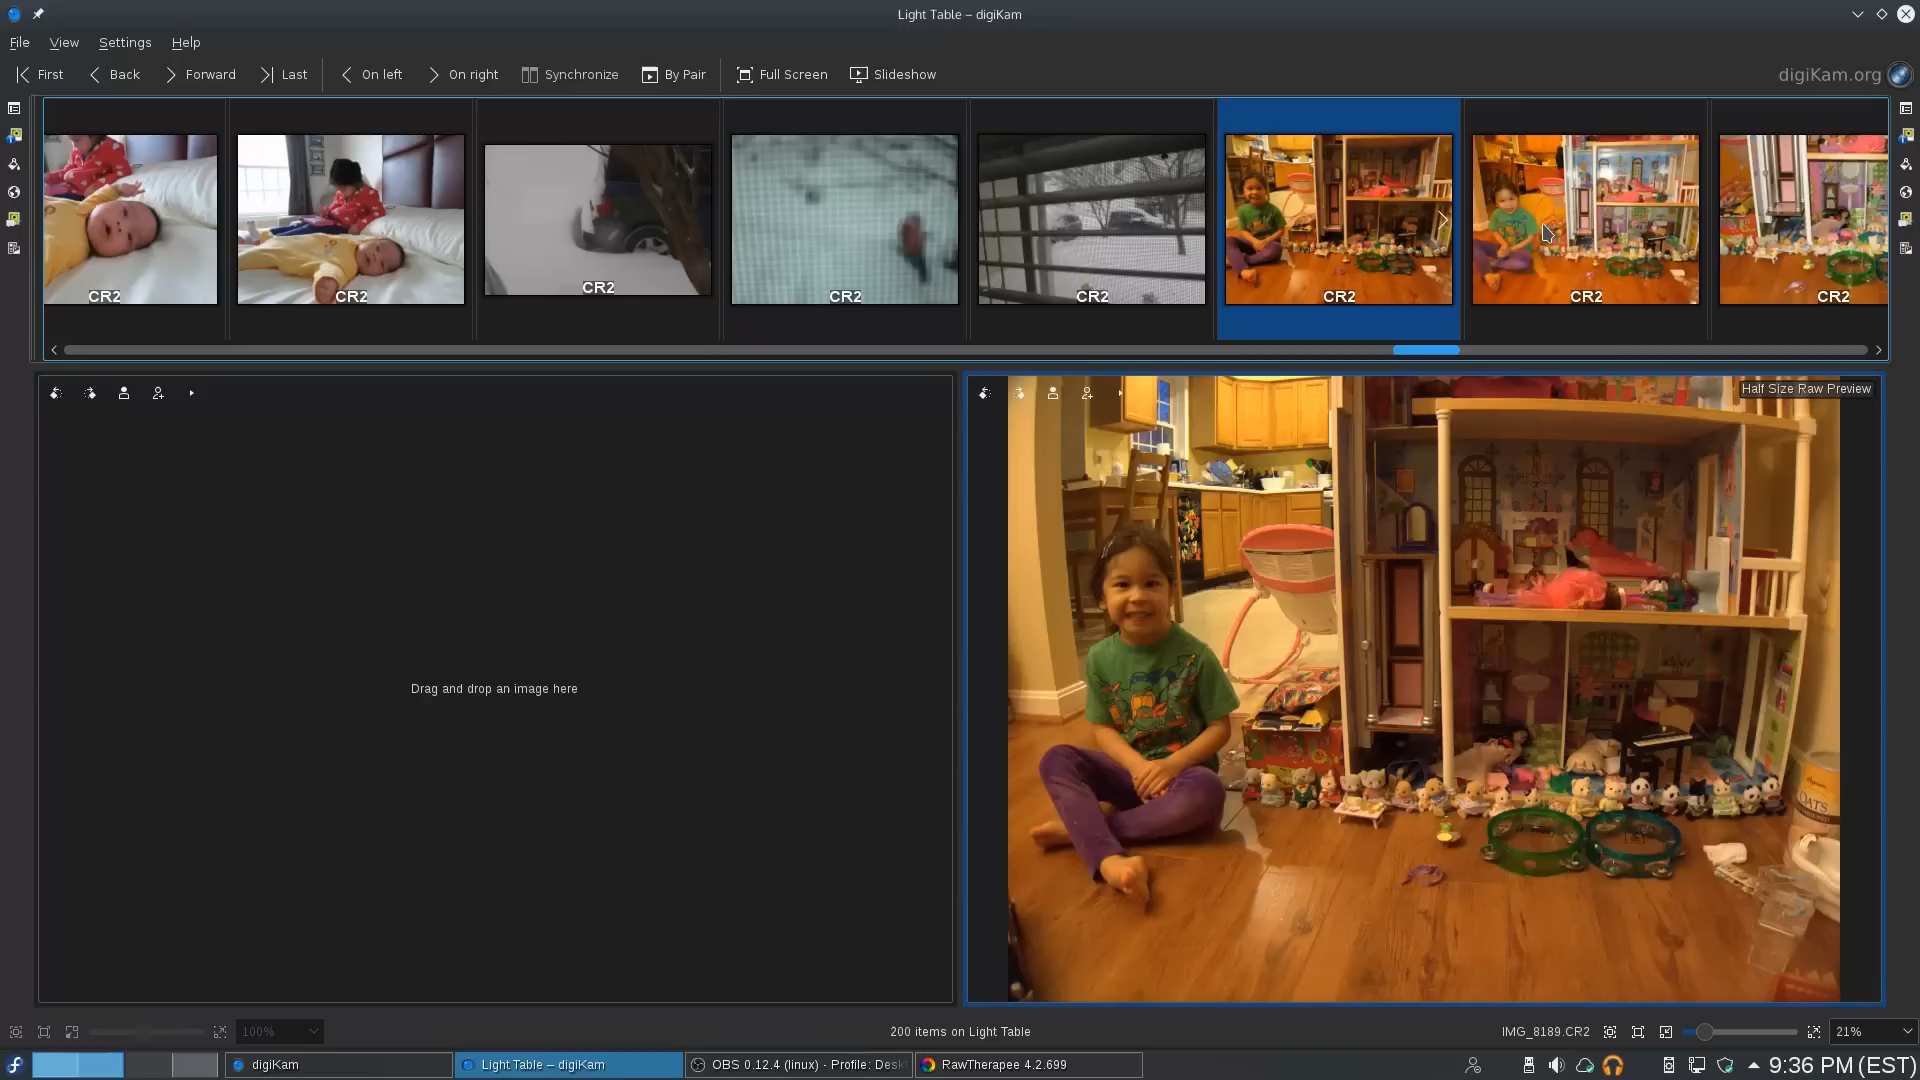 Light Table – digiKam
File View Settings Help
First Back Forward Last On left On right Synchronize By Pair Full Screen Slideshow digiKam.org
CR2 CR2 CR2 CR2 CR2 CR2 CR2 CR2
Half Size Raw Preview
Drag and drop an image here
OATS
100% 200 items on Light Table IMG_8189.CR2 21%
digiKam Light Table – digiKam OBS 0.12.4 (linux) - Profile: Desk RawTherapee 4.2.699 9:36 PM (EST)